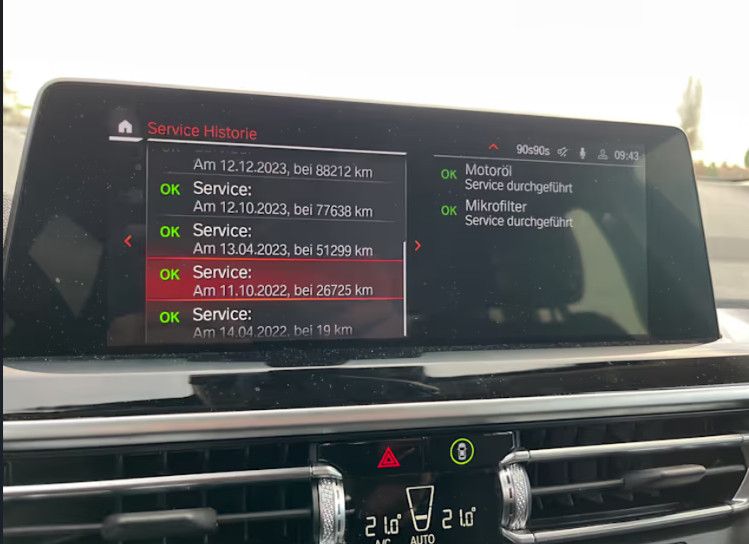 Service Historie
90s90s
09:43
Am 12.12.2023, bei 88212 km
OK Service:
Am 12.10.2023, bei 77638 km
OK Service:
Am 13.04.2023, bei 51299 km
OK Service:
Am 11.10.2022, bei 26725 km
OK Service:
Am 14.04.2022, bei 19 km
OK Motoröl
Service durchgeführt
OK Mikrofilter
Service durchgeführt
21.0°
21.0°
A/C
AUTO